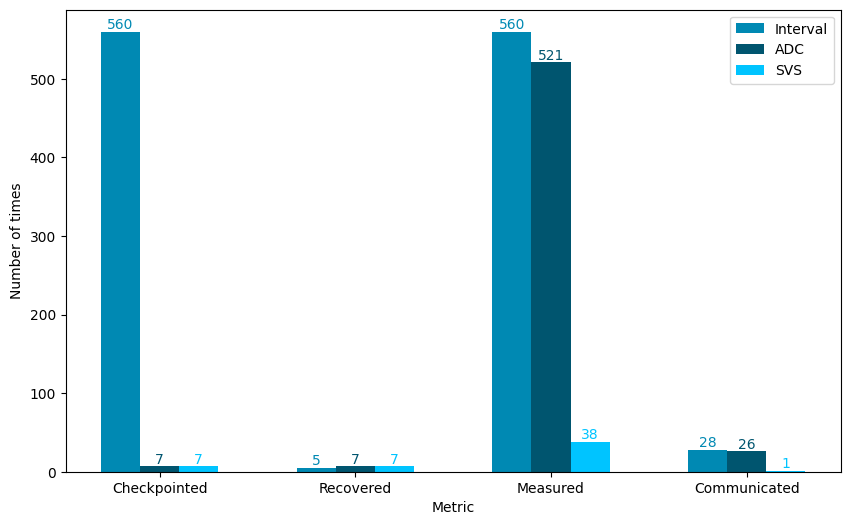 560
560
Interval
ADC
SVS
521
500
400
300
200
100
0
Number of times
7
7
5
7
7
38
28
26
1
Checkpointed
Recovered
Measured
Communicated
Metric